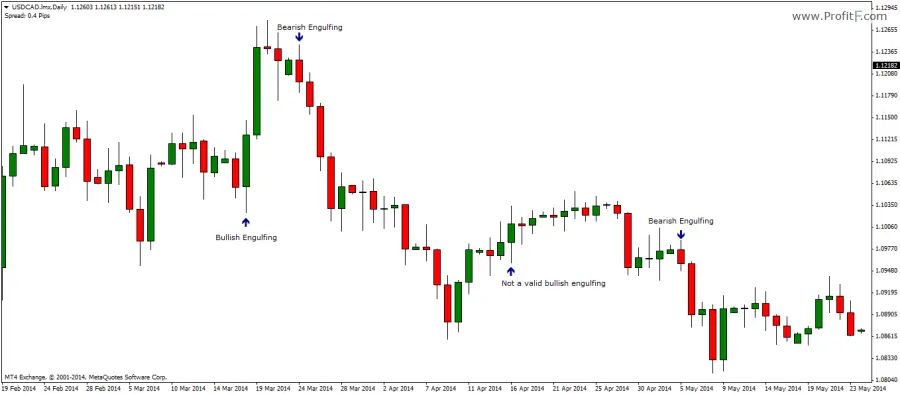 USDCAD.lmx,Daily 1.12603 1.12613 1.12151 1.12182
Spread: 0.4 Pips
www.ProfitF.com
Bearish Engulfing
Bullish Engulfing
Not a valid bullish engulfing
Bearish Engulfing
1.12945
1.12655
1.12365
1.12182
1.12080
1.11790
1.11500
1.11215
1.10925
1.10635
1.10350
1.10060
1.09770
1.09480
1.09195
1.08905
1.08615
1.08330
1.08040
MT4 Exchange, © 2001-2014, MetaQuotes Software Corp.
19 Feb 2014 24 Feb 2014 28 Feb 2014 5 Mar 2014 10 Mar 2014 14 Mar 2014 19 Mar 2014 24 Mar 2014 28 Mar 2014 2 Apr 2014 7 Apr 2014 11 Apr 2014 16 Apr 2014 21 Apr 2014 25 Apr 2014 30 Apr 2014 5 May 2014 9 May 2014 14 May 2014 19 May 2014 23 May 2014